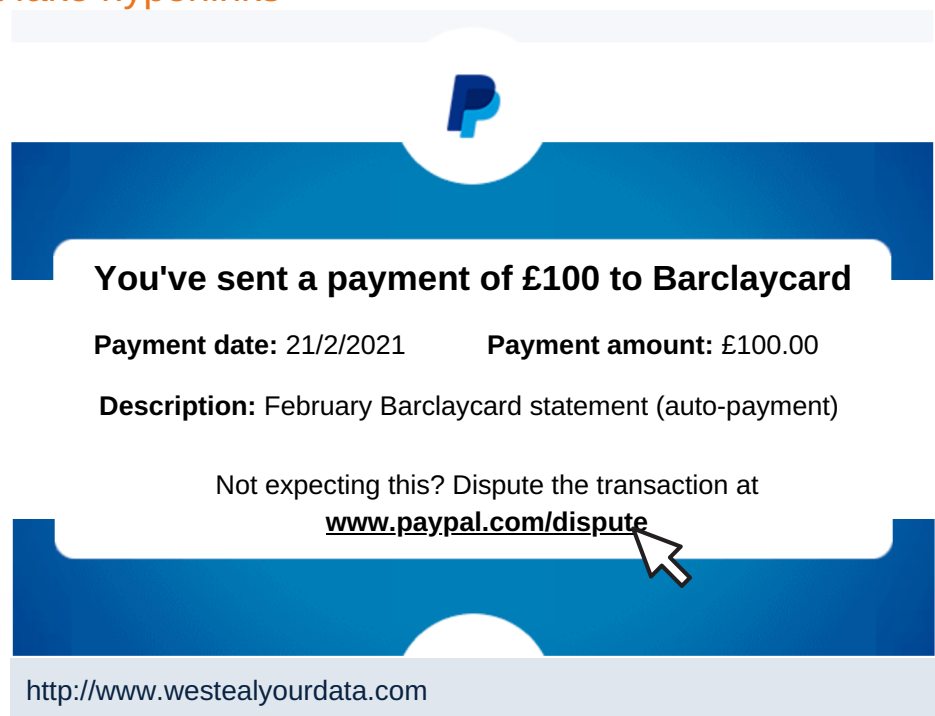 hyperlinks
You've sent a payment of £100 to Barclaycard
Payment date: 21/2/2021 Payment amount: £100.00
Description: February Barclaycard statement (auto-payment)
Not expecting this? Dispute the transaction at
www.paypal.com/dispute
http://www.westealyourdata.com